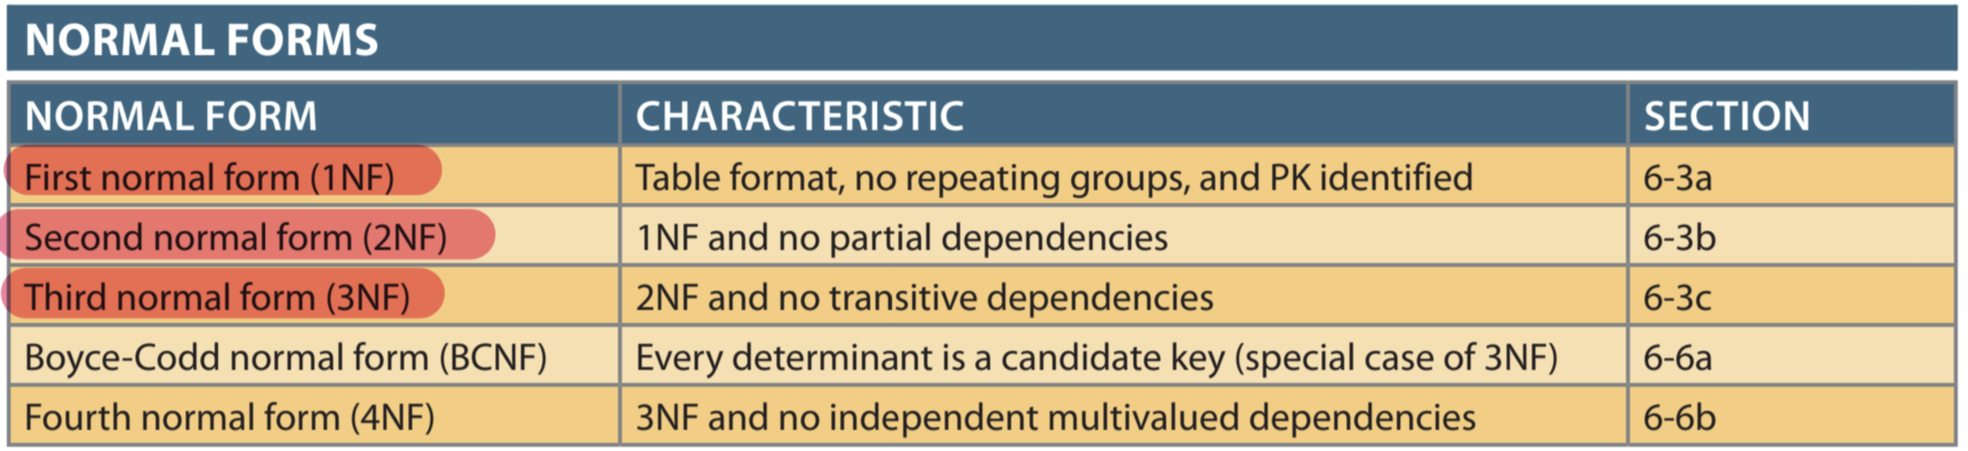 NORMAL FORMS
NORMAL FORM CHARACTERISTIC SECTION
First normal form (1NF) Table format, no repeating groups, and PK identified 6-3a
Second normal form (2NF) 1NF and no partial dependencies 6-3b
Third normal form (3NF) 2NF and no transitive dependencies 6-3c
Boyce-Codd normal form (BCNF) Every determinant is a candidate key (special case of 3NF) 6-6a
Fourth normal form (4NF) 3NF and no independent multivalued dependencies 6-6b